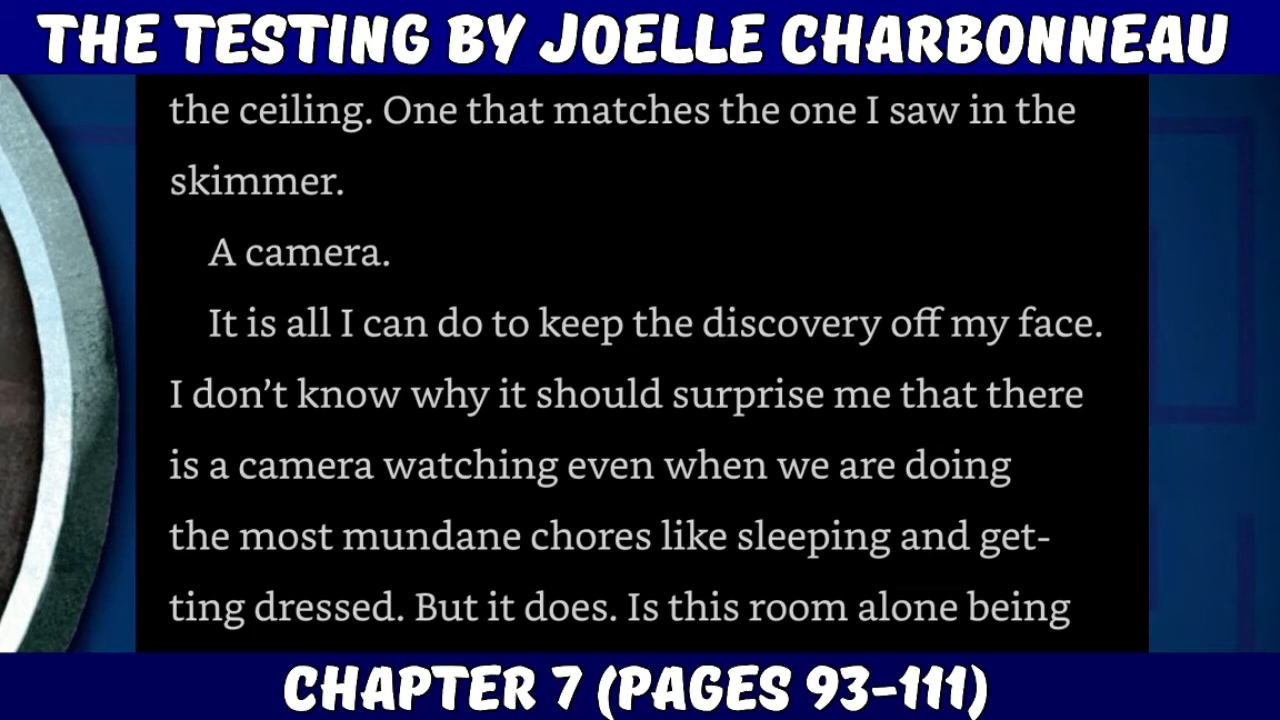 THE TESTING BY JOELLE CHARBONNEAU
the ceiling. One that matches the one I saw in the
skimmer.
A camera.
It is all I can do to keep the discovery off my face.
I don’t know why it should surprise me that there
is a camera watching even when we are doing
the most mundane chores like sleeping and get-
ting dressed. But it does. Is this room alone being
CHAPTER 7 (PAGES 93-111)